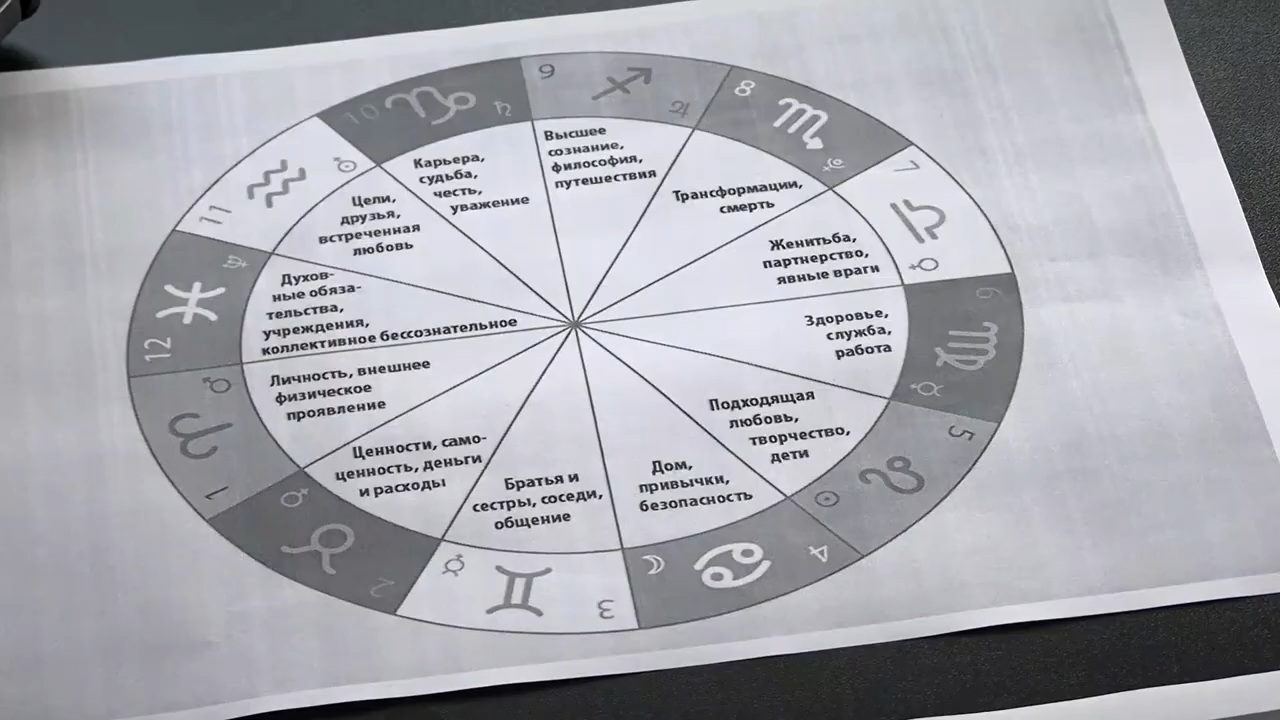 9
8
10
7
11
6
12
5
1
4
2
3
Высшее
сознание,
философия,
путешествия
Карьера,
судьба,
честь,
уважение
Трансформации,
смерть
Цели,
друзья,
встреченная
любовь
Женитьба,
партнерство,
явные враги
Духов-
ные обяза-
тельства,
учреждения,
коллективное бессознательное
Здоровье,
служба,
работа
Личность, внешнее
физическое
проявление
Подходящая
любовь,
творчество,
дети
Ценности, само-
ценность, деньги
и расходы
Братья и
сестры, соседи,
общение
Дом,
привычки,
безопасность